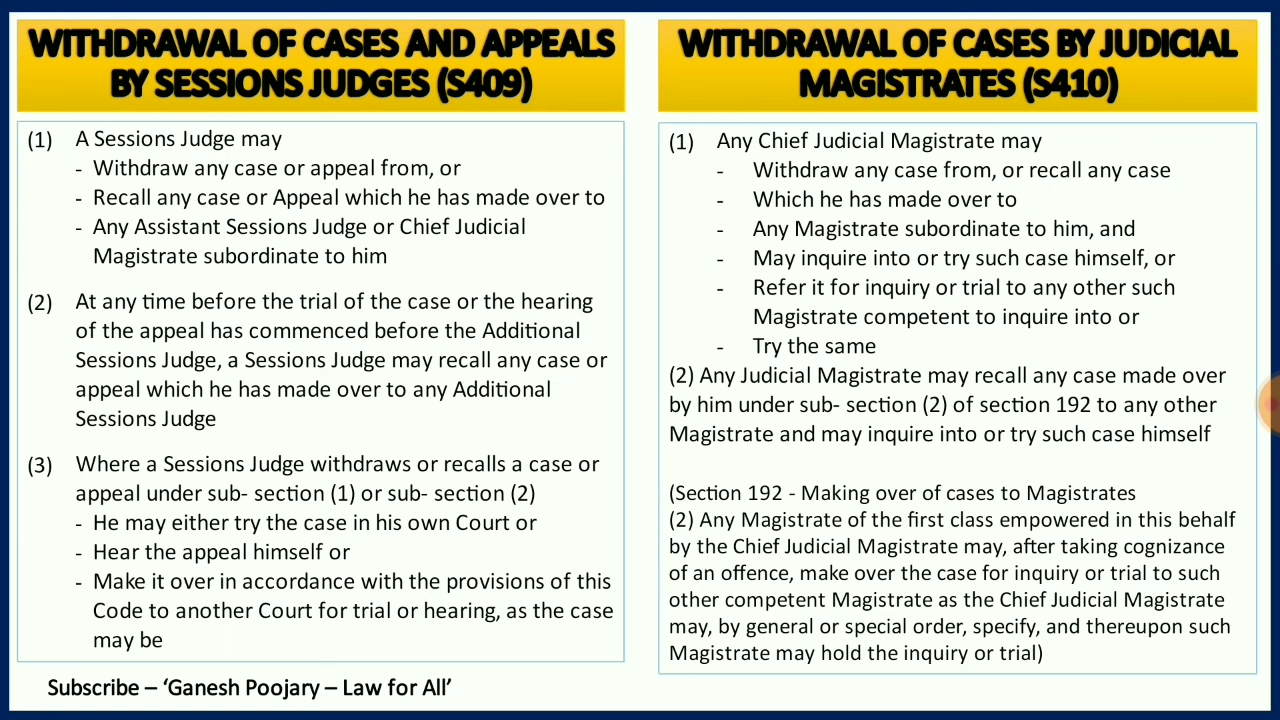 WITHDRAWAL OF CASES AND APPEALS
BY SESSIONS JUDGES (S409)
(1) A Sessions Judge may
- Withdraw any case or appeal from, or
- Recall any case or Appeal which he has made over to
- Any Assistant Sessions Judge or Chief Judicial
Magistrate subordinate to him
(2) At any time before the trial of the case or the hearing
of the appeal has commenced before the Additional
Sessions Judge, a Sessions Judge may recall any case or
appeal which he has made over to any Additional
Sessions Judge
(3) Where a Sessions Judge withdraws or recalls a case or
appeal under sub- section (1) or sub- section (2)
- He may either try the case in his own Court or
- Hear the appeal himself or
- Make it over in accordance with the provisions of this
Code to another Court for trial or hearing, as the case
may be
Subscribe – ‘Ganesh Poojary – Law for All’
WITHDRAWAL OF CASES BY JUDICIAL
MAGISTRATES (S410)
(1) Any Chief Judicial Magistrate may
- Withdraw any case from, or recall any case
- Which he has made over to
- Any Magistrate subordinate to him, and
- May inquire into or try such case himself, or
- Refer it for inquiry or trial to any other such
Magistrate competent to inquire into or
- Try the same
(2) Any Judicial Magistrate may recall any case made over
by him under sub- section (2) of section 192 to any other
Magistrate and may inquire into or try such case himself
(Section 192 - Making over of cases to Magistrates
(2) Any Magistrate of the first class empowered in this behalf
by the Chief Judicial Magistrate may, after taking cognizance
of an offence, make over the case for inquiry or trial to such
other competent Magistrate as the Chief Judicial Magistrate
may, by general or special order, specify, and thereupon such
Magistrate may hold the inquiry or trial)